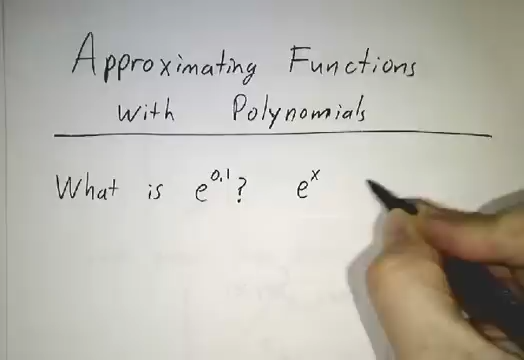 Approximating Functions
with Polynomials
What is e^0.1? e^x